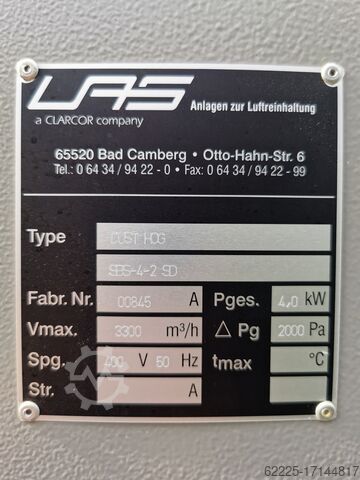 UAS
Anlagen zur Luftreinhaltung
a CLARCOR company
65520 Bad Camberg • Otto-Hahn-Str. 6
Tel.: 0 64 34 / 94 22 - 0 • Fax: 0 64 34 / 94 22 - 99
Type DUST HOG
SBS-4-2 SD
Fabr. Nr. 00845 A Pges. 4,0 kW
Vmax. 3300 m³/h △ Pg 2000 Pa
Spg. 400 V 50 Hz tmax °C
Str. A
62225-17144817